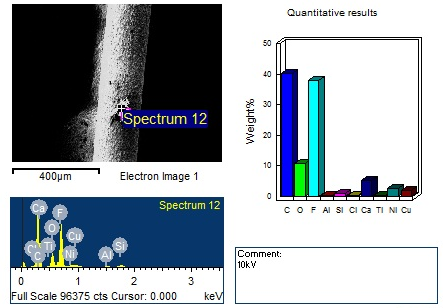 Spectrum 12
400µm
Electron Image 1
Quantitative results
Weight%
50
40
30
20
10
0
C O F Al Si Cl Ca Ti Ni Cu
Spectrum 12
Ca
F
O
Cu
Ti
C
Ni
Al
Si
0 1 2 3
Full Scale 96375 cts Cursor: 0.000 keV
Comment:
10kV